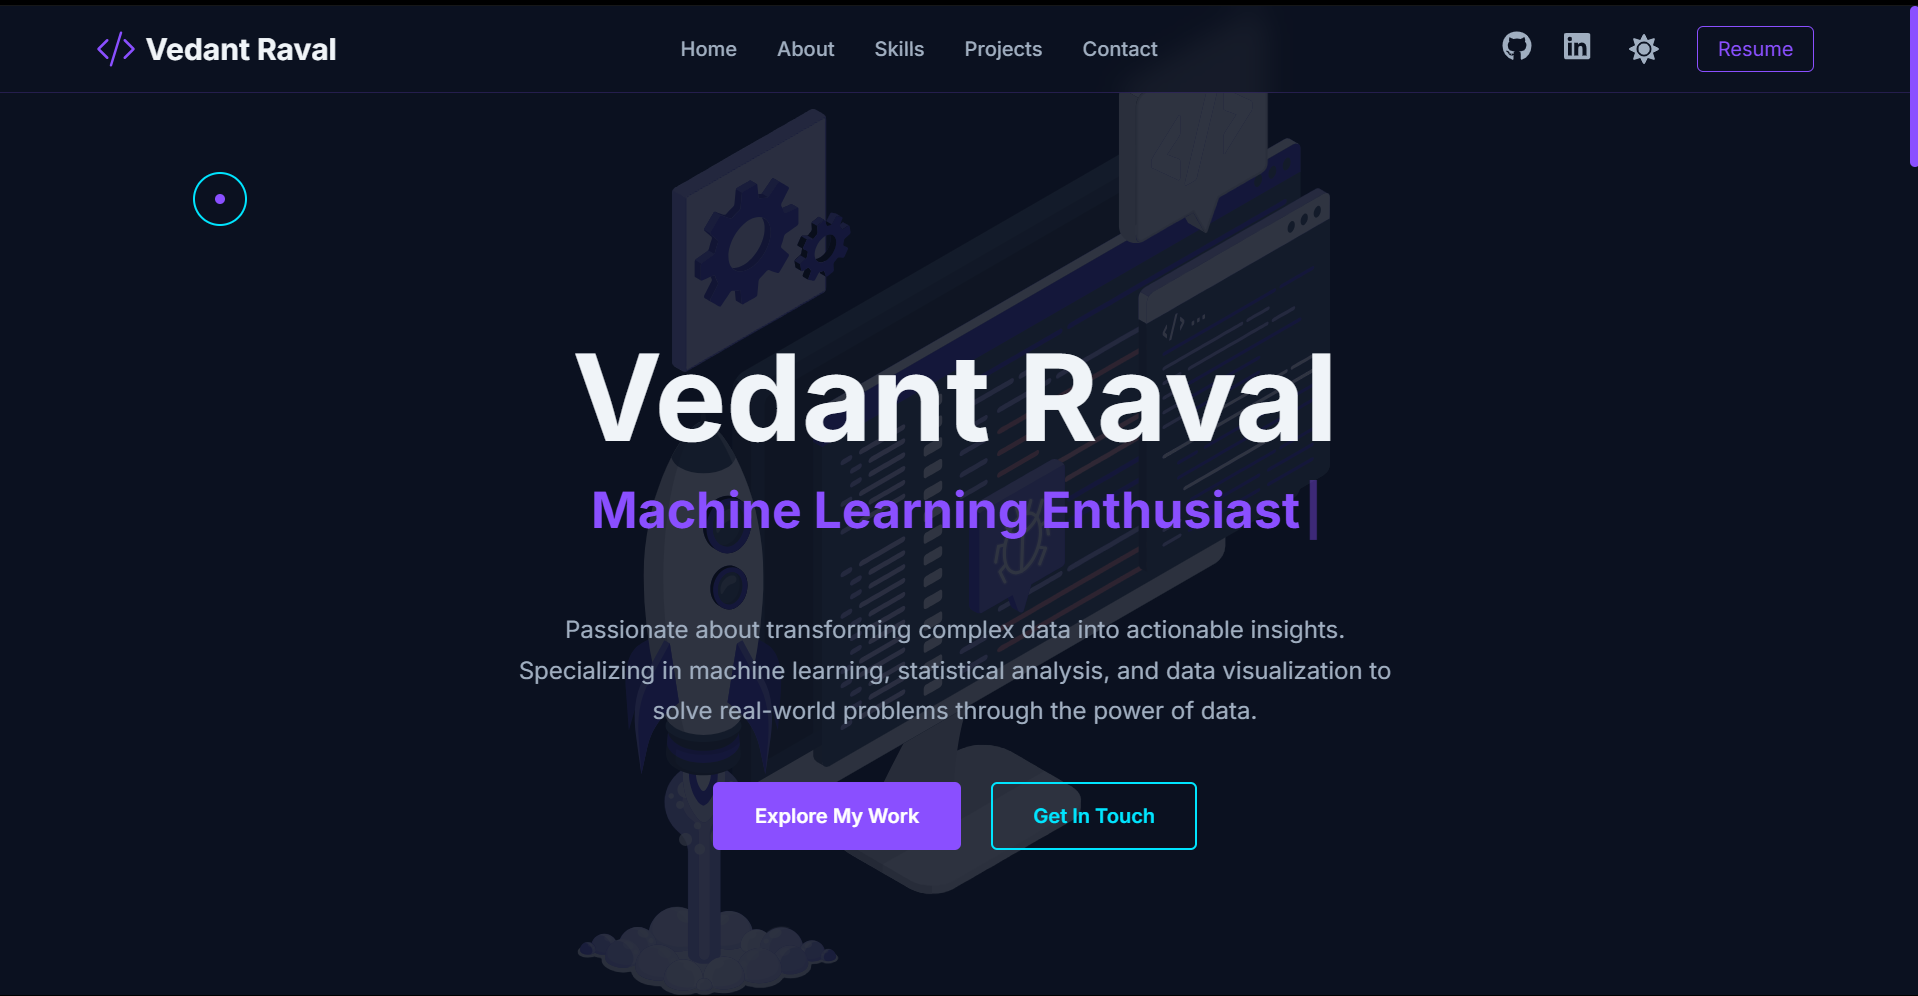 </> Vedant Raval
Home About Skills Projects Contact
Resume
</> ...
Vedant Raval
Machine Learning Enthusiast|
Passionate about transforming complex data into actionable insights.
Specializing in machine learning, statistical analysis, and data visualization to
solve real-world problems through the power of data.
Explore My Work
Get In Touch